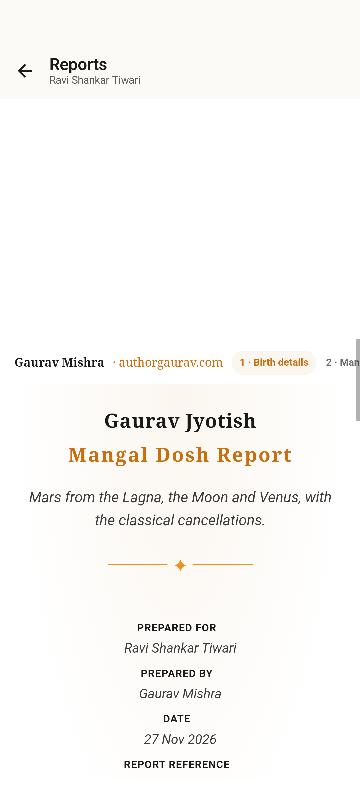 Reports
Ravi Shankar Tiwari
Gaurav Mishra · authorgaurav.com 1 · Birth details 2 · Man
Gaurav Jyotish
Mangal Dosh Report
Mars from the Lagna, the Moon and Venus, with
the classical cancellations.
PREPARED FOR
Ravi Shankar Tiwari
PREPARED BY
Gaurav Mishra
DATE
27 Nov 2026
REPORT REFERENCE